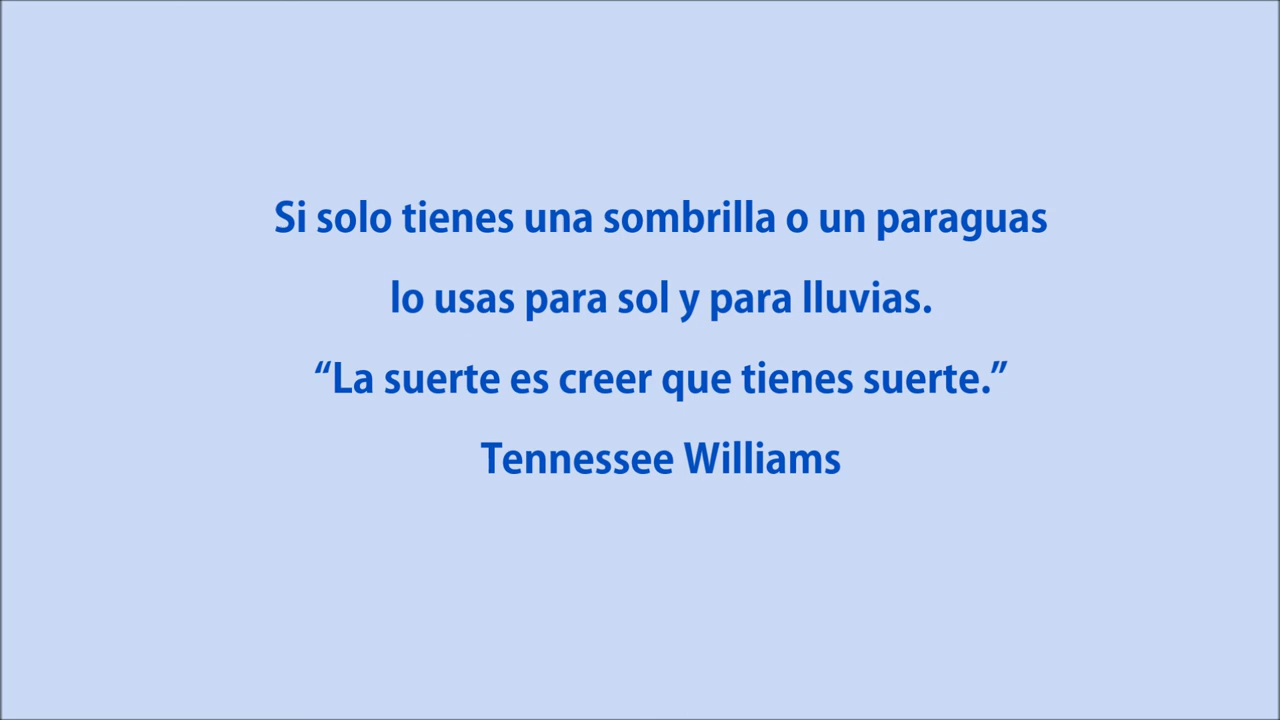 Si solo tienes una sombrilla o un paraguas
lo usas para sol y para lluvias.
“La suerte es creer que tienes suerte.”
Tennessee Williams